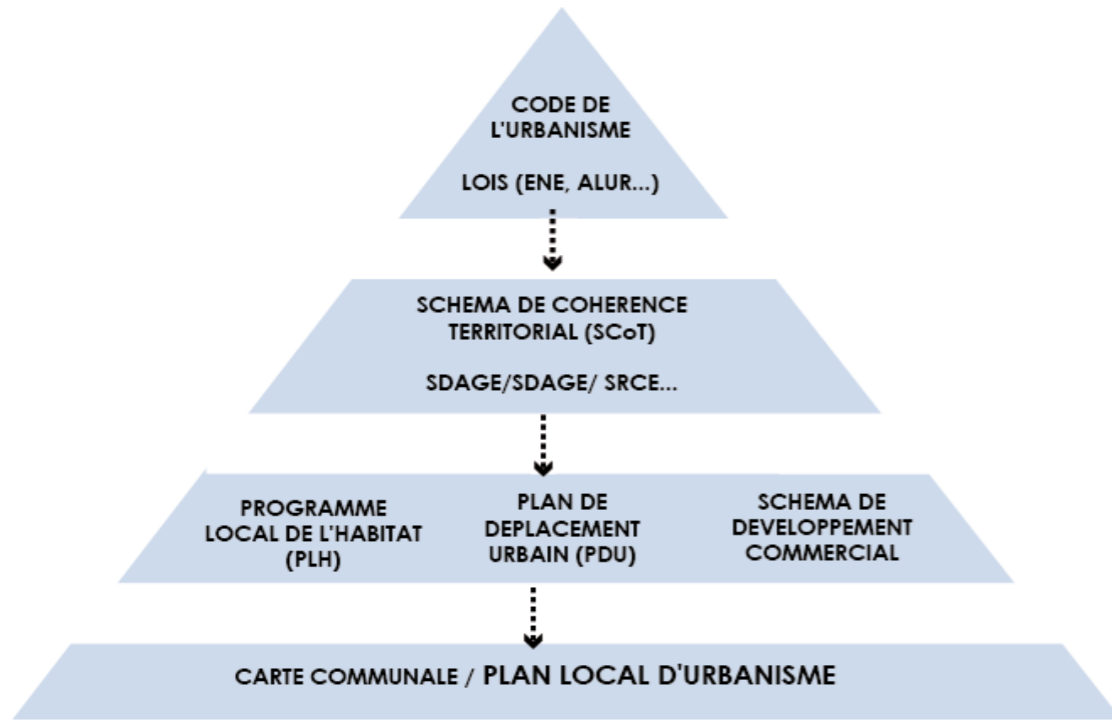 CODE DE
L'URBANISME
LOIS (ENE, ALUR...)
SCHEMA DE COHERENCE
TERRITORIAL (SCoT)
SDAGE/SDAGE/ SRCE...
PROGRAMME
LOCAL DE L'HABITAT
(PLH)
PLAN DE
DEPLACEMENT
URBAIN (PDU)
SCHEMA DE
DEVELOPPEMENT
COMMERCIAL
CARTE COMMUNALE / PLAN LOCAL D'URBANISME